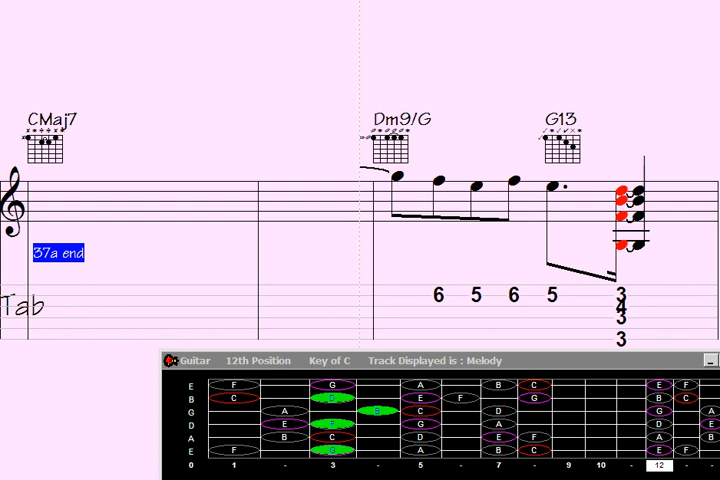 CMaj7 Dm9/G G13
37a end
Tab 6 5 6 5 3
4
3
3
Guitar 12th Position Key of C Track Displayed is : Melody
E F G A B C E F
B C D E F G B C
G A B C D G A
D E F G A D E
A B C D E F A B
E F G A B C E F
0 1 - 3 - 5 - 7 - 9 10 - 12 - -